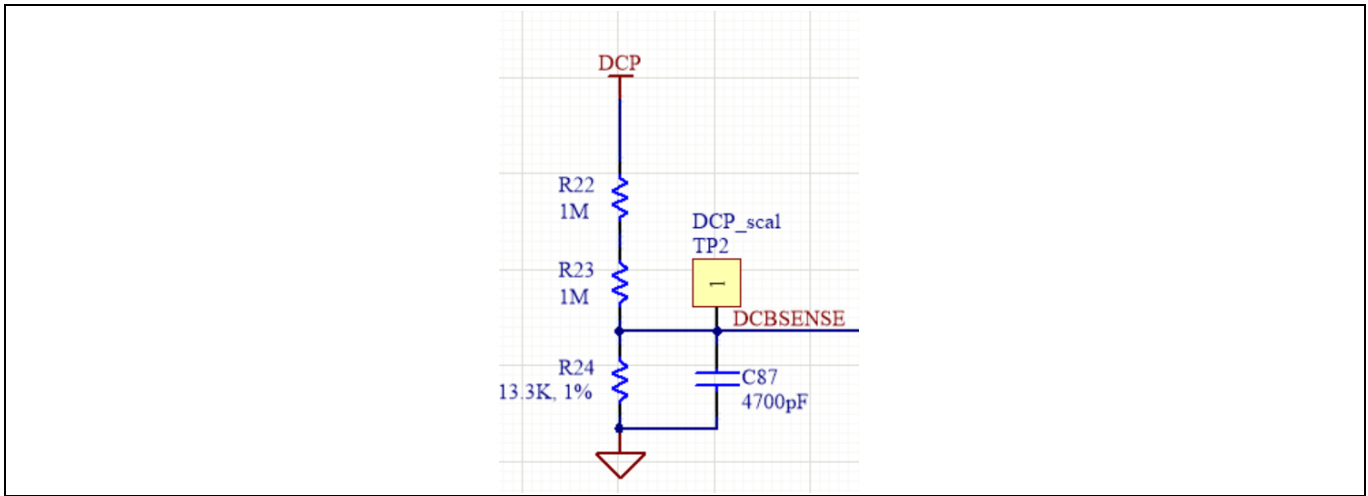 DCP
R22
1M
DCP_scal
TP2
R23
1M
1
DCBSENSE
R24
13.3K, 1%
C87
4700pF